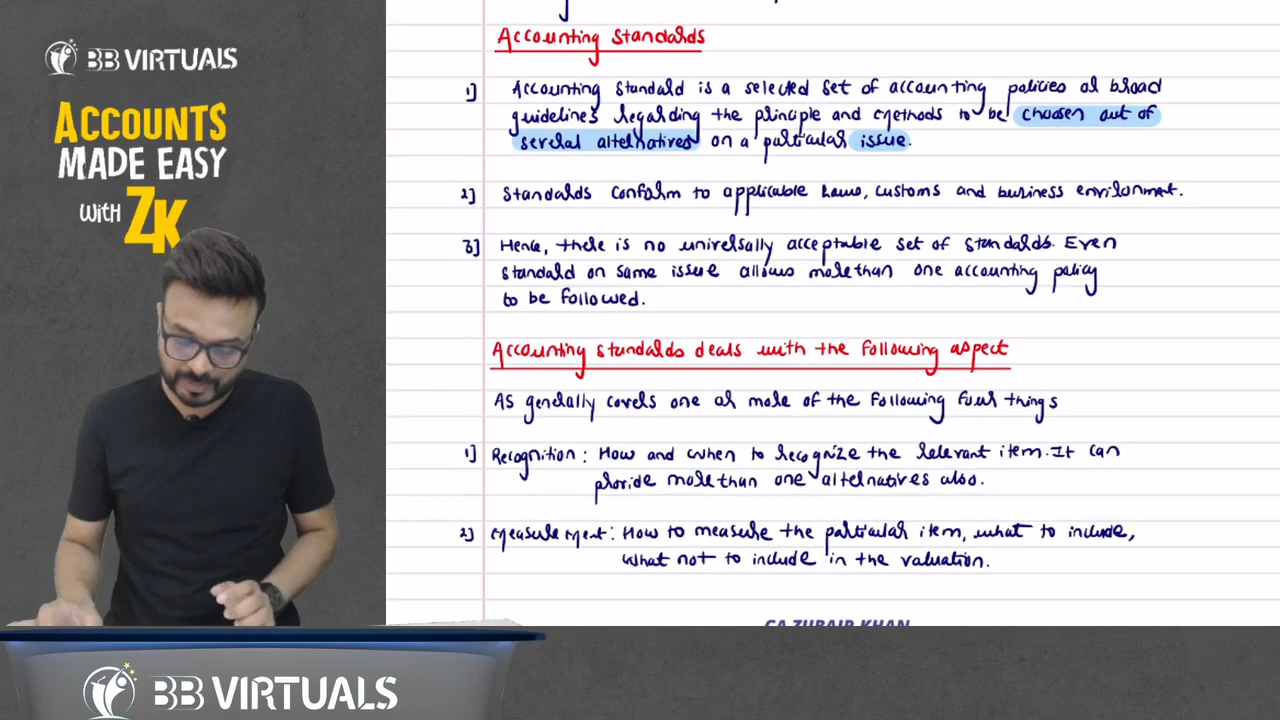 BB VIRTUALS
ACCOUNTS
MADE EASY
WITH ZK
Accounting Standards
1] Accounting Standard is a selected set of accounting policies or broad
guidelines regarding the principle and methods to be choosen out of
several alternatives on a particular issue.
2] Standards conform to applicable laws, customs and business environment.
3] Hence, there is no universally acceptable set of standards. Even
standard on same issue allows more than one accounting policy
to be followed.
Accounting standards deals with the following aspect
AS generally covers one or more of the following four things
1] Recognition: How and when to recognize the relevant item. It can
provide more than one alternatives also.
2] Measurement: How to measure the particular item, what to include,
what not to include in the valuation.
CA ZUBAIR KHAN
BB VIRTUALS